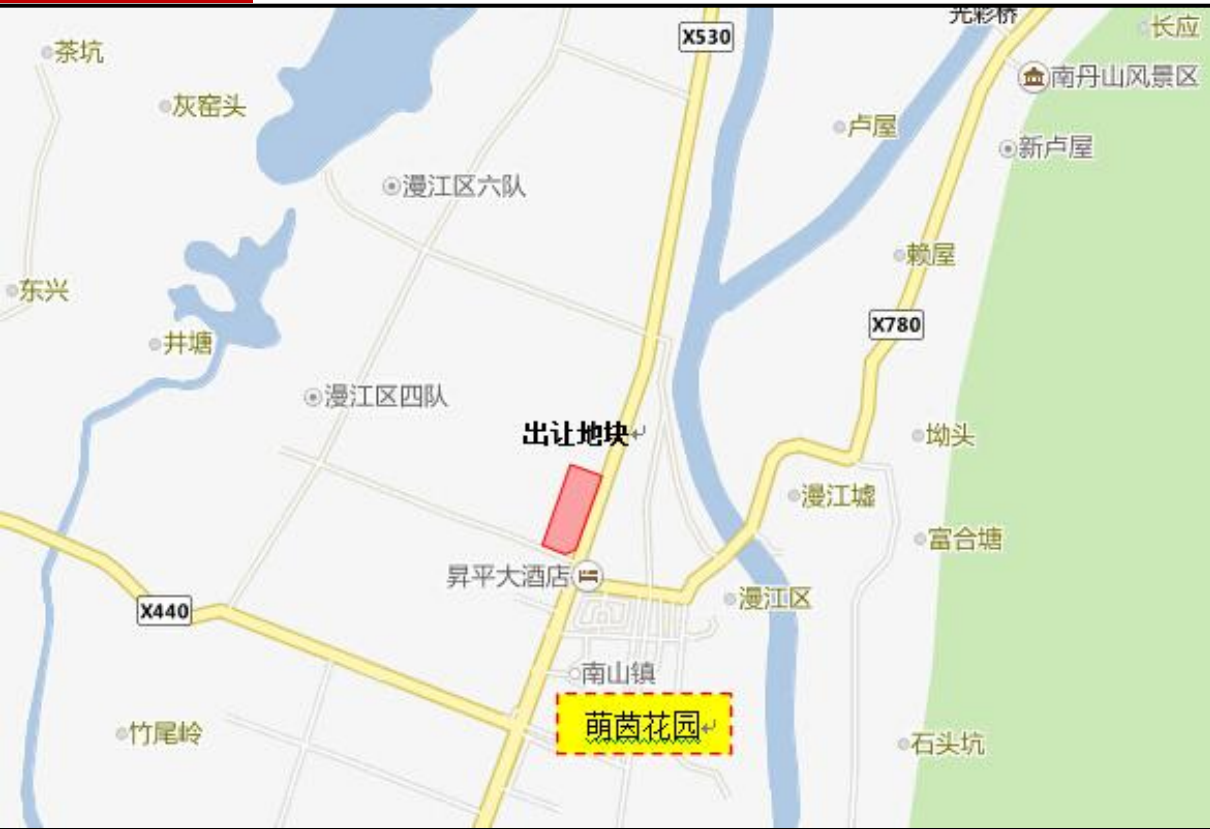 光彩桥
长应
X530
茶坑
南丹山风景区
灰窑头
卢屋
新卢屋
漫江区六队
赖屋
东兴
X780
井塘
漫江区四队
出让地块
坳头
漫江墟
富合塘
昇平大酒店
漫江区
X440
南山镇
萌茵花园
竹尾岭
石头坑